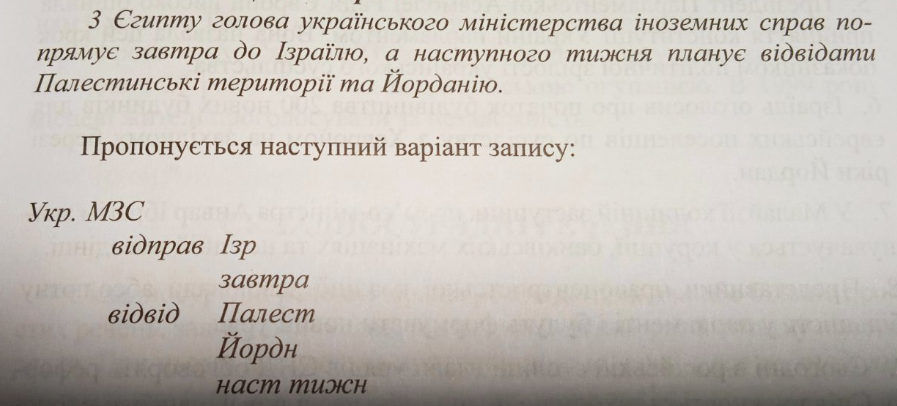 З Єгипту голова українського міністерства іноземних справ по-
прямує завтра до Ізраїлю, а наступного тижня планує відвідати
Палестинські території та Йорданію.
Пропонується наступний варіант запису:
Укр. МЗС
відправ Ізр
завтра
відвід Палест
Йордн
наст тижн